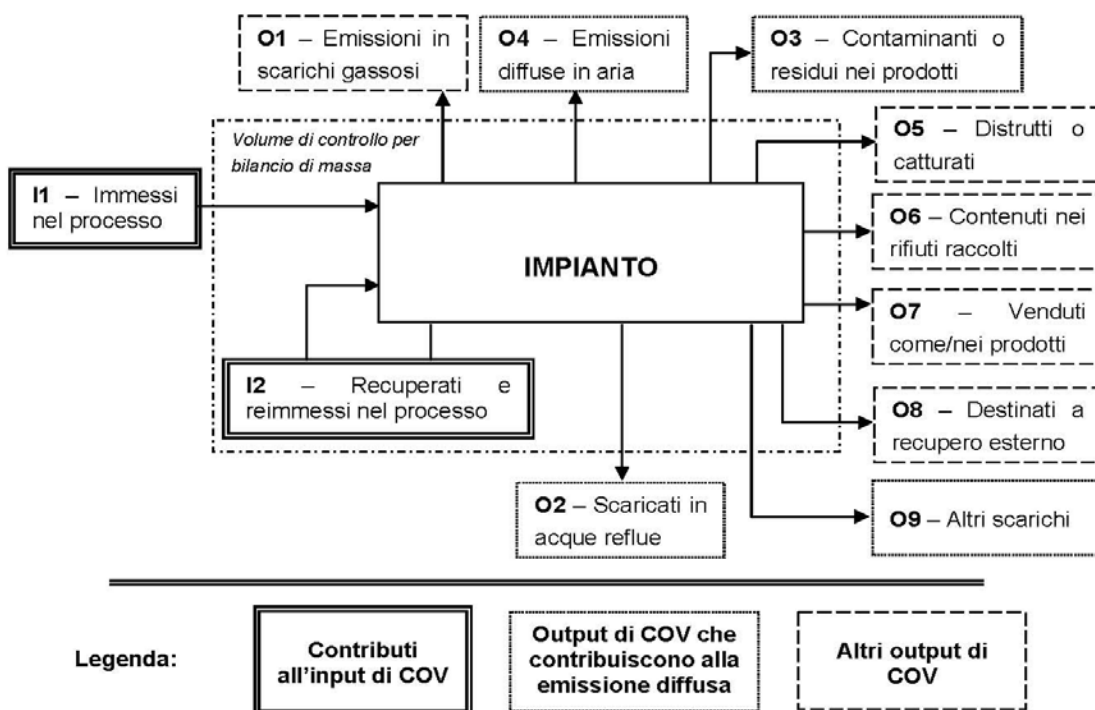 O1 – Emissioni in
scarichi gassosi
O4 – Emissioni
diffuse in aria
O3 – Contaminanti o
residui nei prodotti
Volume di controllo per
bilancio di massa
O5 – Distrutti o
catturati
I1 – Immessi
nel processo
O6 – Contenuti nei
rifiuti raccolti
IMPIANTO
O7 – Venduti
come/nei prodotti
I2 – Recuperati e
reimmessi nel processo
O8 – Destinati a
recupero esterno
O2 – Scaricati in
acque reflue
O9 – Altri scarichi
Legenda:
Contributi
all'input di COV
Output di COV che
contribuiscono alla
emissione diffusa
Altri output di
COV